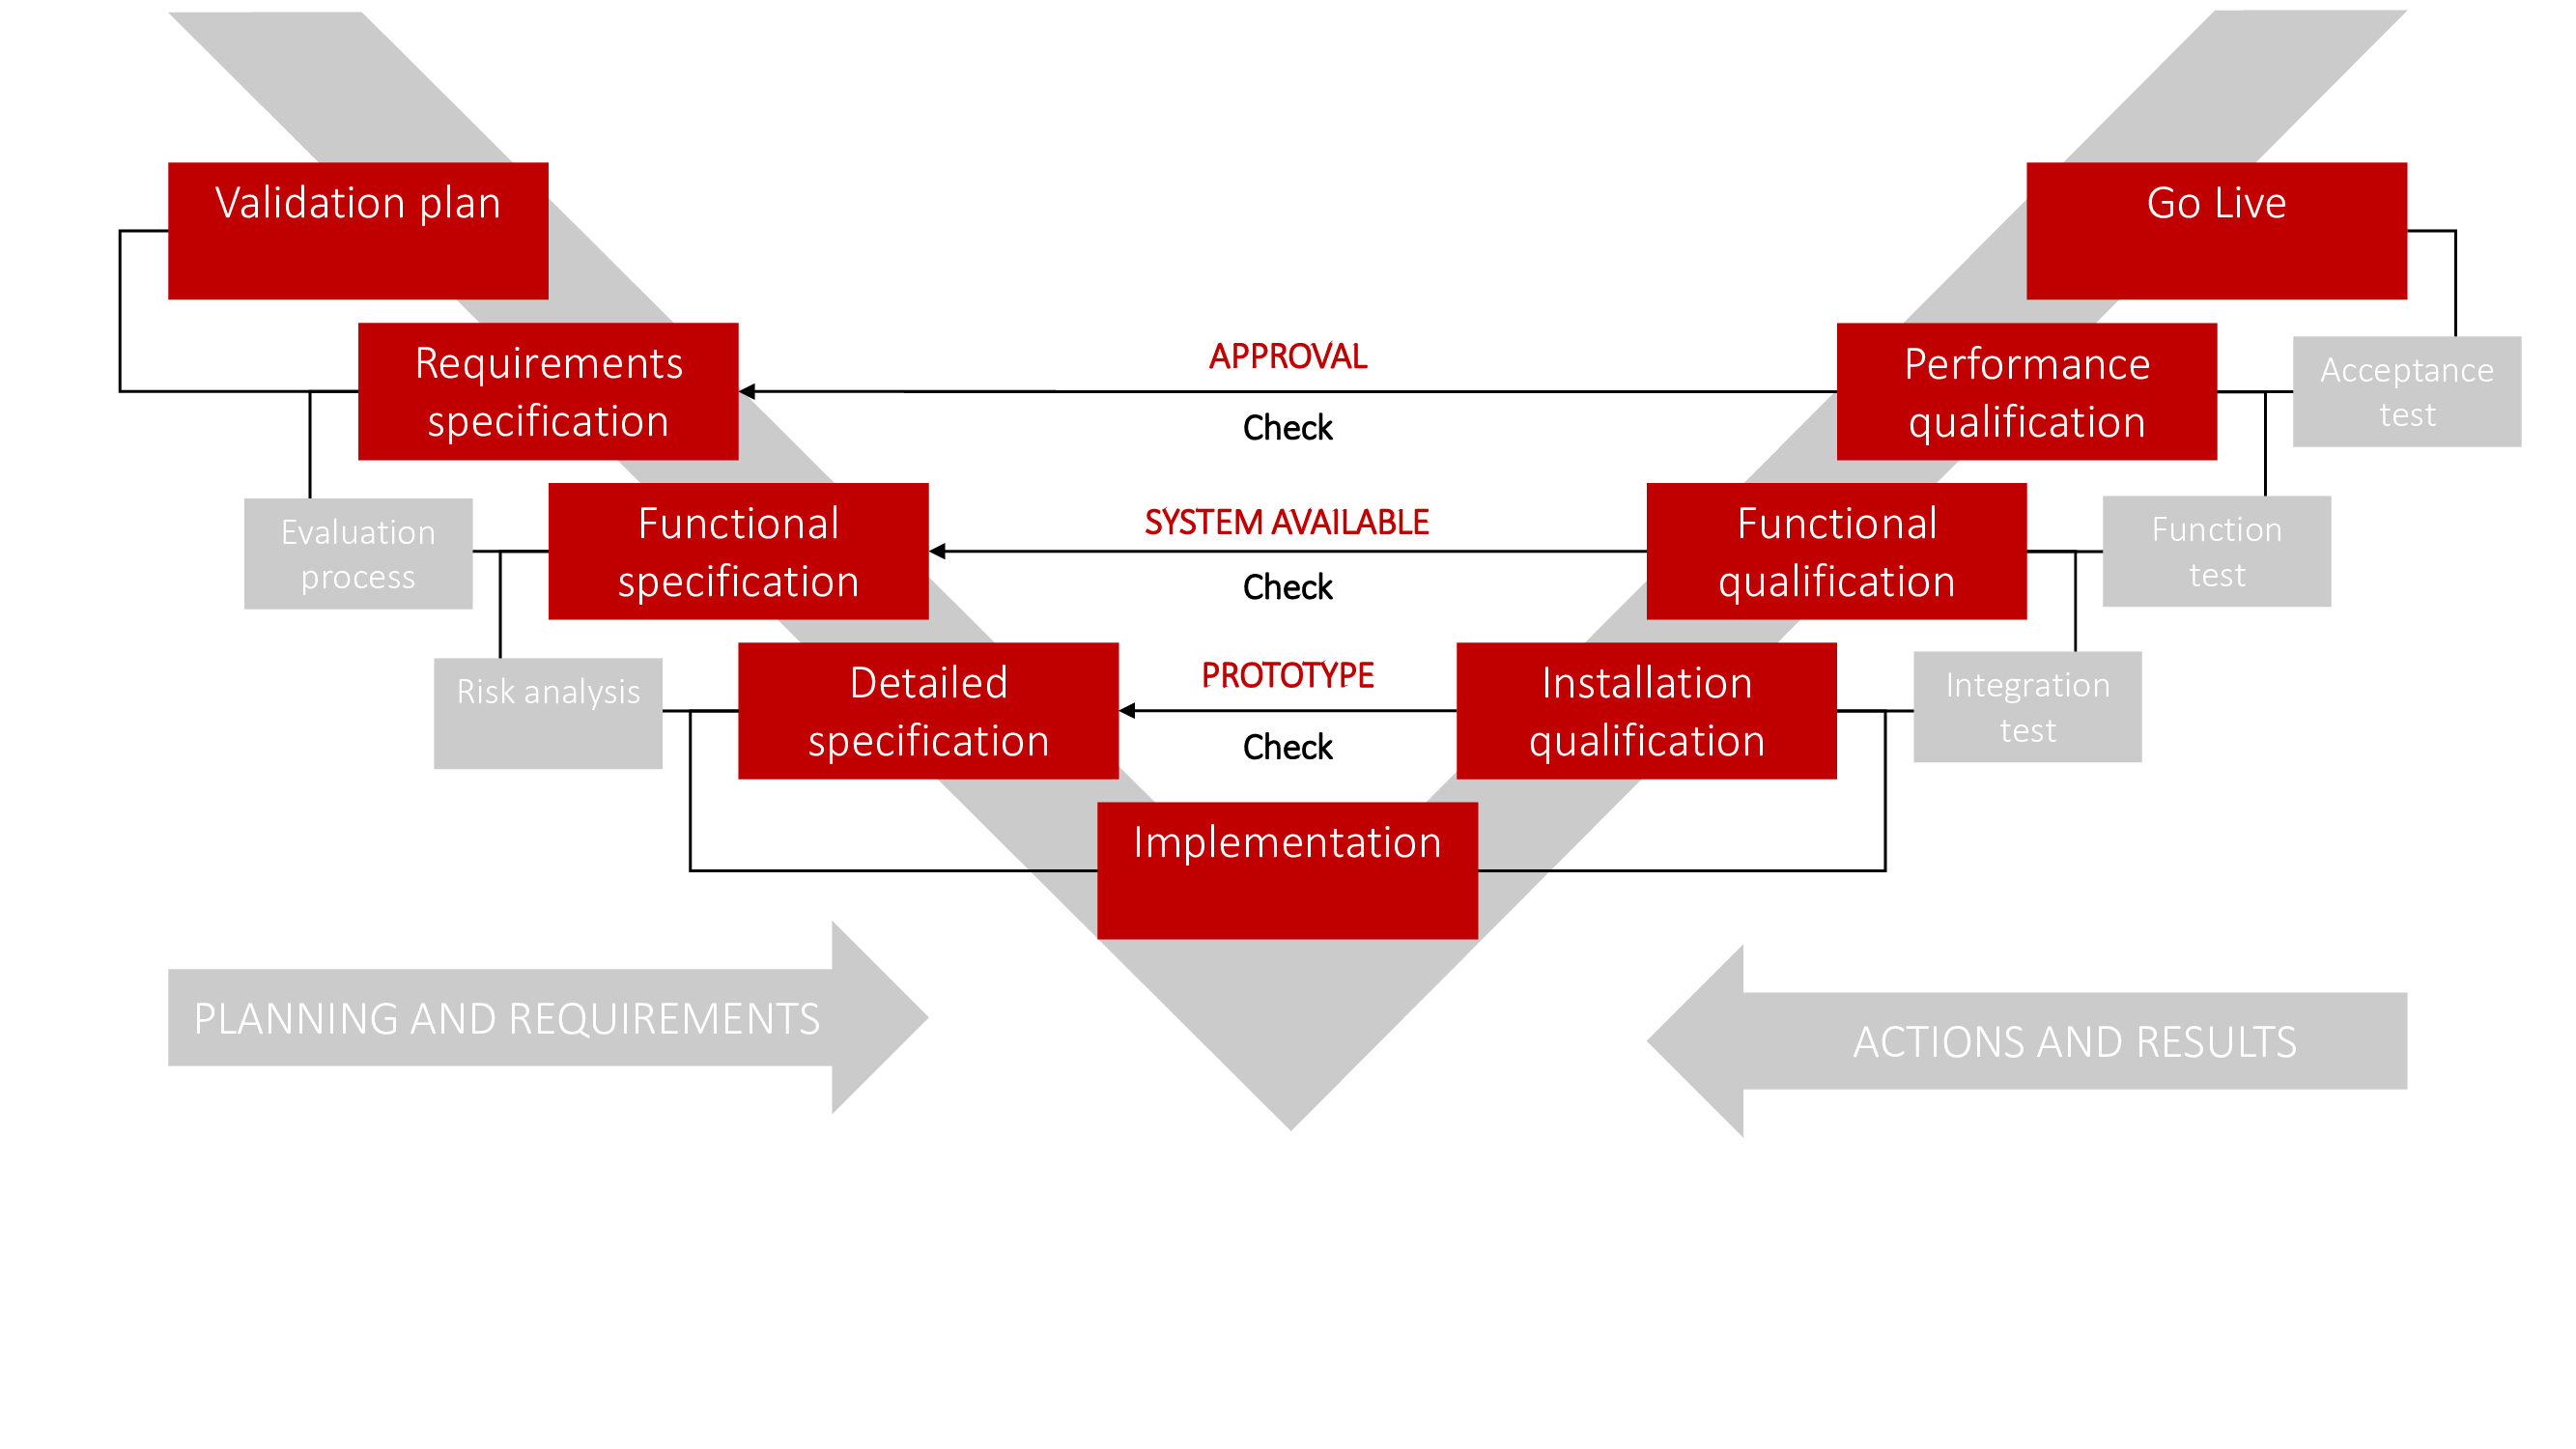 Validation plan
Go Live
Requirements
specification
APPROVAL
Check
Performance
qualification
Acceptance
test
Evaluation
process
Functional
specification
SYSTEM AVAILABLE
Check
Functional
qualification
Function
test
Risk analysis
Detailed
specification
PROTOTYPE
Check
Installation
qualification
Integration
test
Implementation
PLANNING AND REQUIREMENTS
ACTIONS AND RESULTS